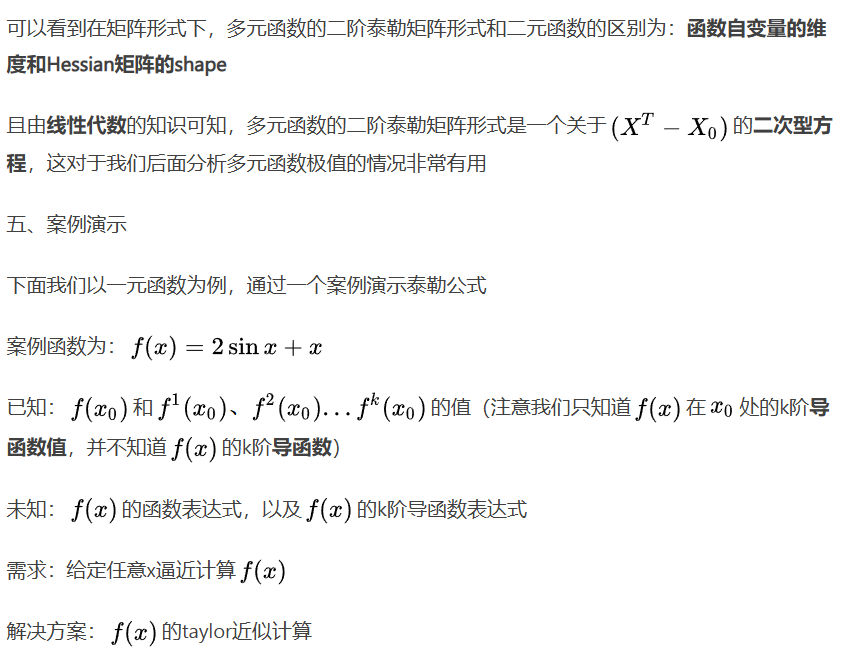 可以看到在矩阵形式下，多元函数的二阶泰勒矩阵形式和二元函数的区别为：函数自变量的维
度和Hessian矩阵的shape
且由线性代数的知识可知，多元函数的二阶泰勒矩阵形式是一个关于 (X^T − X_0) 的二次型方
程，这对于我们后面分析多元函数极值的情况非常有用
五、案例演示
下面我们以一元函数为例，通过一个案例演示泰勒公式
案例函数为： f(x) = 2 sin x + x
已知： f(x_0) 和 f^1(x_0)、f^2(x_0)...f^k(x_0) 的值（注意我们只知道 f(x) 在 x_0 处的k阶导
函数值，并不知道 f(x) 的k阶导函数）
未知： f(x) 的函数表达式，以及 f(x) 的k阶导函数表达式
需求：给定任意x逼近计算 f(x)
解决方案： f(x) 的taylor近似计算